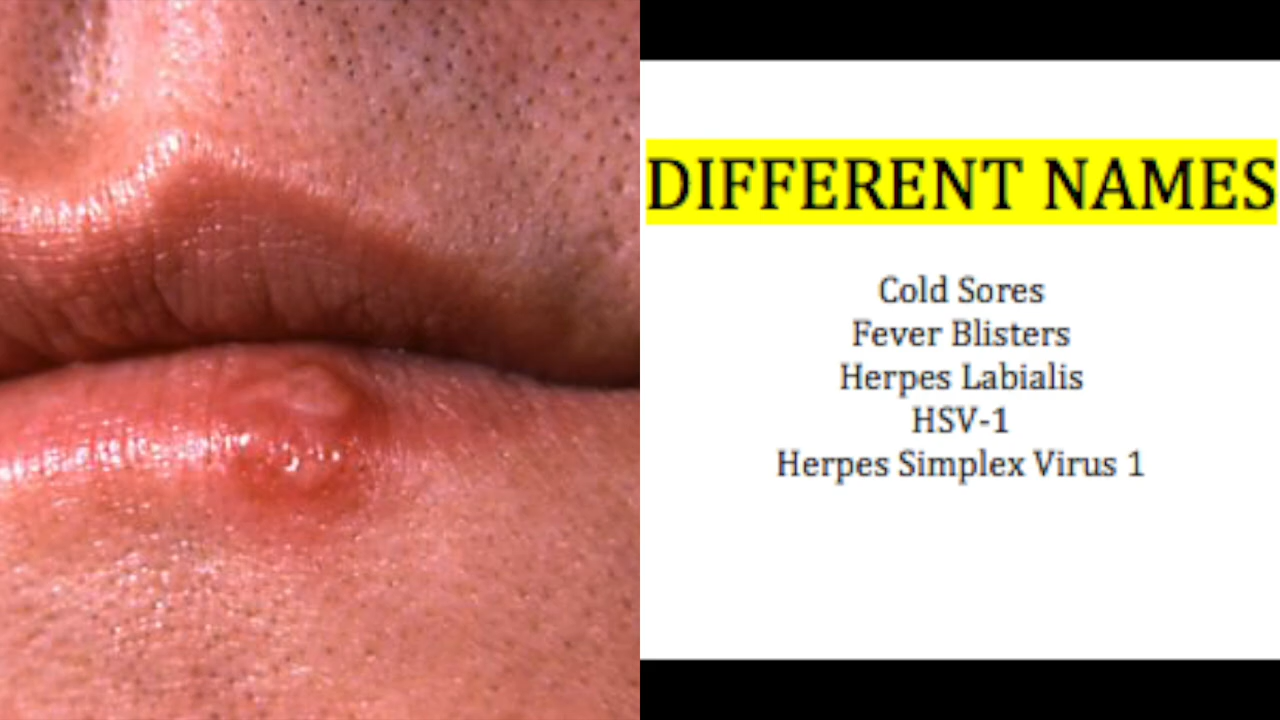 DIFFERENT NAMES
Cold Sores
Fever Blisters
Herpes Labialis
HSV-1
Herpes Simplex Virus 1